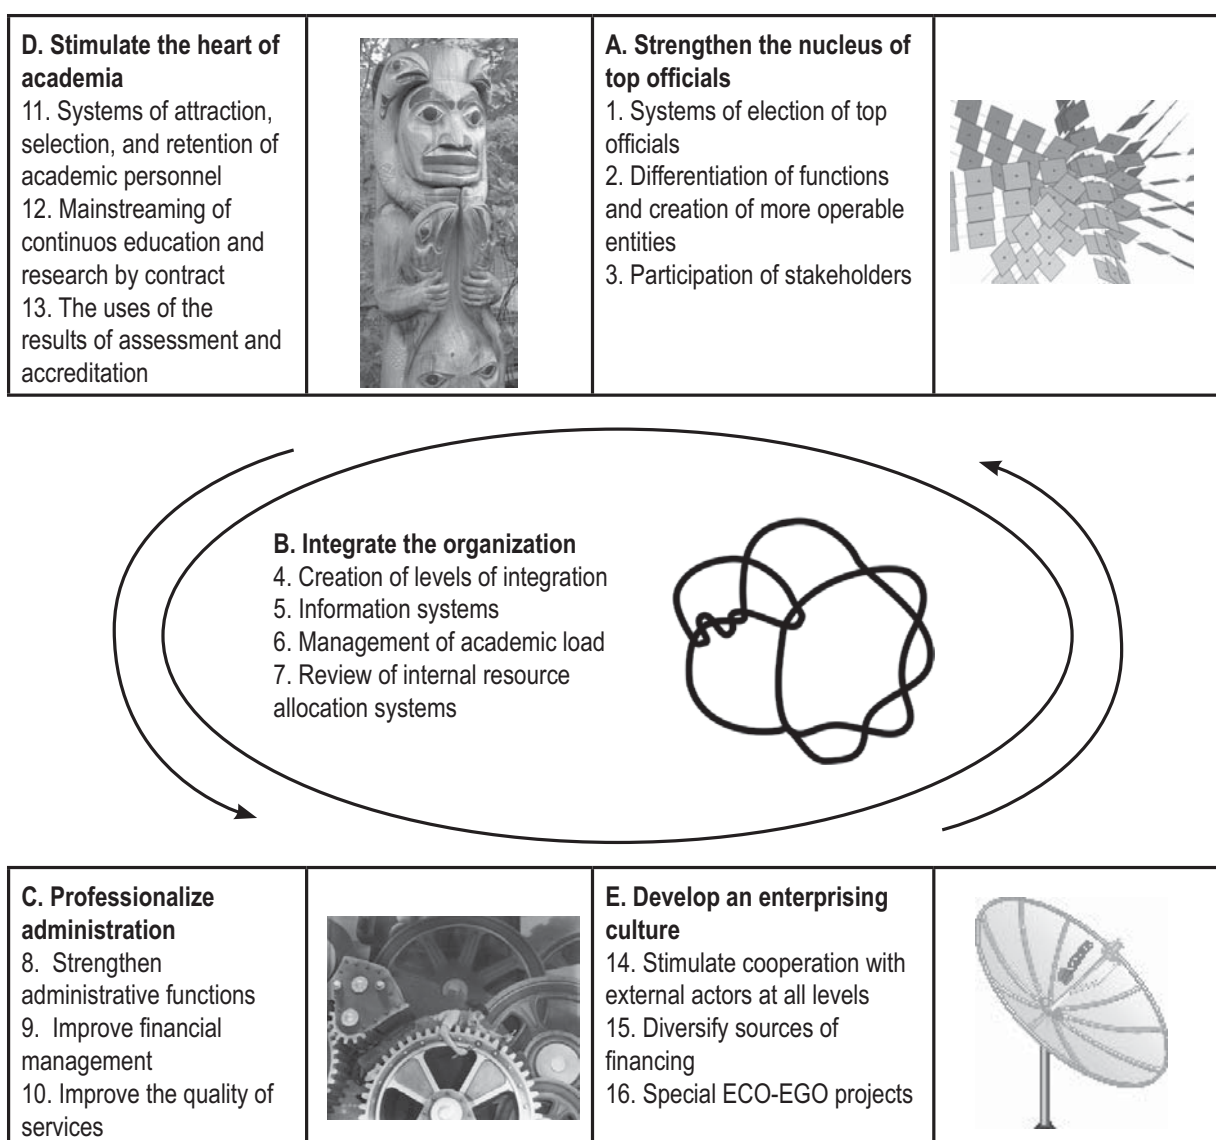 D. Stimulate the heart of
academia
11. Systems of attraction,
selection, and retention of
academic personnel
12. Mainstreaming of
continuos education and
research by contract
13. The uses of the
results of assessment and
accreditation
A. Strengthen the nucleus of
top officials
1. Systems of election of top
officials
2. Differentiation of functions
and creation of more operable
entities
3. Participation of stakeholders
B. Integrate the organization
4. Creation of levels of integration
5. Information systems
6. Management of academic load
7. Review of internal resource
allocation systems
C. Professionalize
administration
8. Strengthen
administrative functions
9. Improve financial
management
10. Improve the quality of
services
E. Develop an enterprising
culture
14. Stimulate cooperation with
external actors at all levels
15. Diversify sources of
financing
16. Special ECO-EGO projects